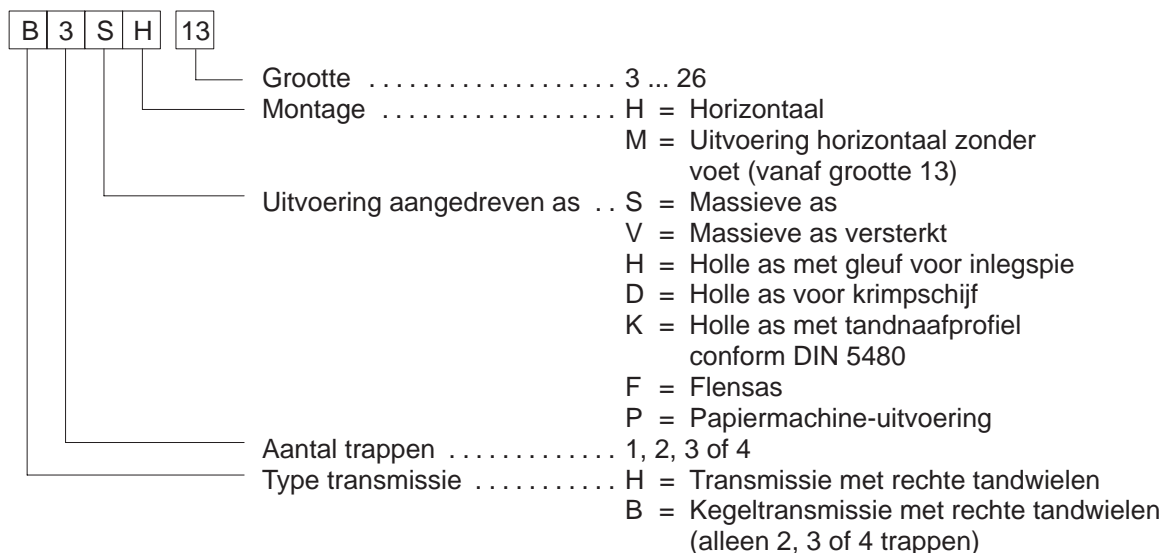 B 3 S H 13
Grootte . . . . . . . . . . . . . . . . . . . 3 ... 26
Montage . . . . . . . . . . . . . . . . . . H = Horizontaal
M = Uitvoering horizontaal zonder
voet (vanaf grootte 13)
Uitvoering aangedreven as . . S = Massieve as
V = Massieve as versterkt
H = Holle as met gleuf voor inlegspie
D = Holle as voor krimpschijf
K = Holle as met tandnaafprofiel
conform DIN 5480
F = Flensas
P = Papiermachine-uitvoering
Aantal trappen . . . . . . . . . . . . . 1, 2, 3 of 4
Type transmissie . . . . . . . . . . . H = Transmissie met rechte tandwielen
B = Kegeltransmissie met rechte tandwielen
(alleen 2, 3 of 4 trappen)